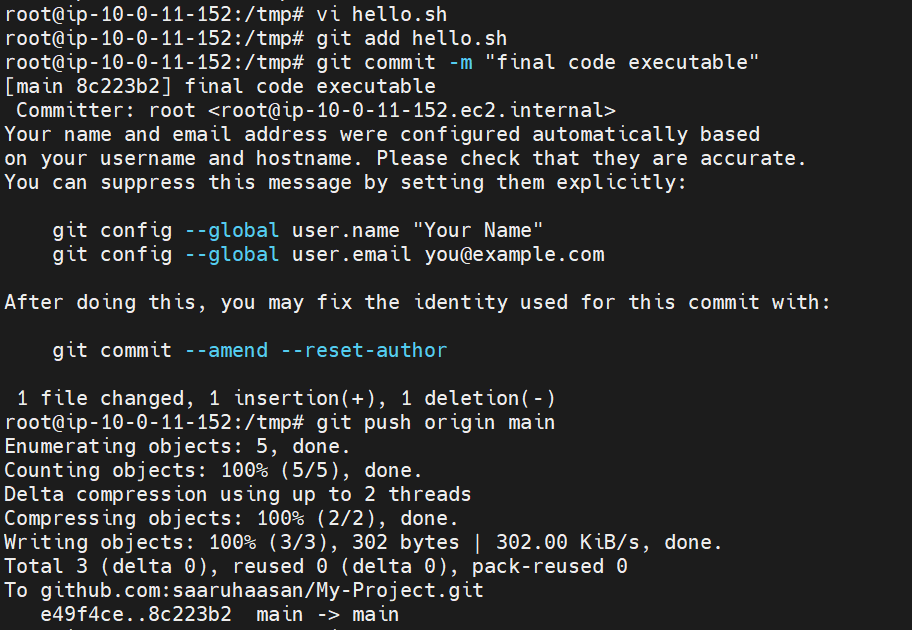 root@ip-10-0-11-152:/tmp# vi hello.sh
root@ip-10-0-11-152:/tmp# git add hello.sh
root@ip-10-0-11-152:/tmp# git commit -m "final code executable"
[main 8c223b2] final code executable
 Committer: root <root@ip-10-0-11-152.ec2.internal>
Your name and email address were configured automatically based
on your username and hostname. Please check that they are accurate.
You can suppress this message by setting them explicitly:

    git config --global user.name "Your Name"
    git config --global user.email you@example.com

After doing this, you may fix the identity used for this commit with:

    git commit --amend --reset-author

 1 file changed, 1 insertion(+), 1 deletion(-)
root@ip-10-0-11-152:/tmp# git push origin main
Enumerating objects: 5, done.
Counting objects: 100% (5/5), done.
Delta compression using up to 2 threads
Compressing objects: 100% (2/2), done.
Writing objects: 100% (3/3), 302 bytes | 302.00 KiB/s, done.
Total 3 (delta 0), reused 0 (delta 0), pack-reused 0
To github.com:saaruhaasan/My-Project.git
   e49f4ce..8c223b2  main -> main